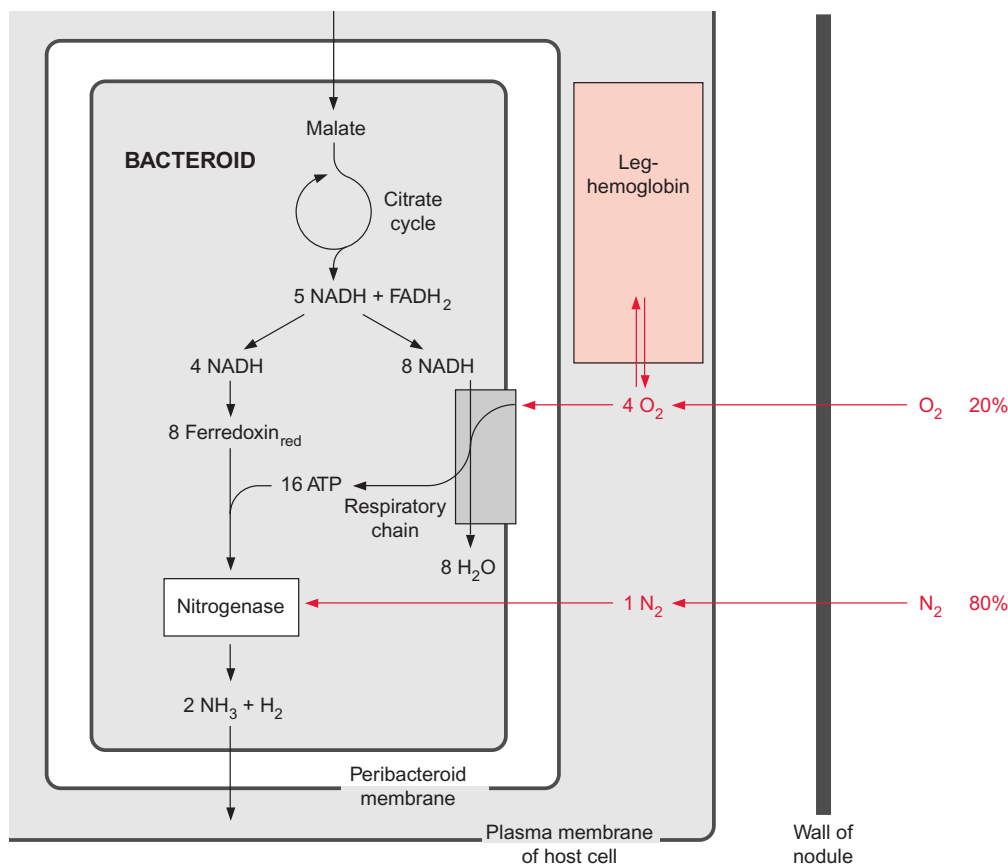 Malate
BACTEROID
Leg-
hemoglobin
Citrate
cycle
5 NADH + FADH₂
4 NADH
8 NADH
4 O₂
O₂ 20%
8 Ferredoxin_red
16 ATP
Respiratory
chain
8 H₂O
Nitrogenase
1 N₂
N₂ 80%
2 NH₃ + H₂
Peribacteroid
membrane
Plasma membrane
of host cell
Wall of
nodule